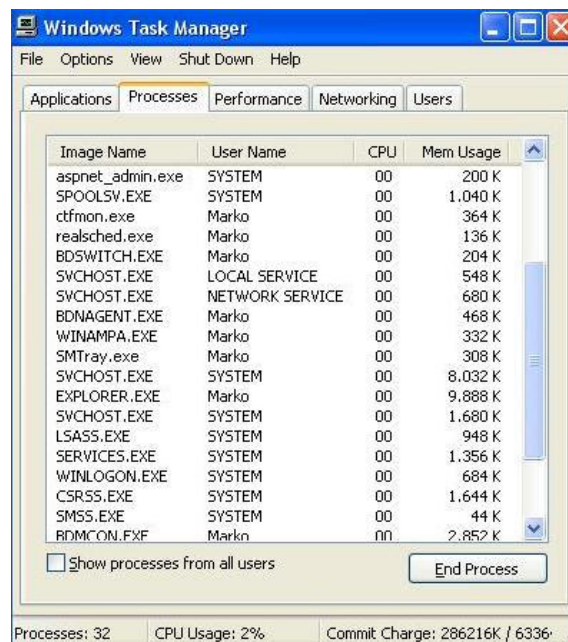 Windows Task Manager
File Options View Shut Down Help
Applications Processes Performance Networking Users
Image Name User Name CPU Mem Usage
aspnet_admin.exe SYSTEM 00 200 K
SPOOLSV.EXE SYSTEM 00 1.040 K
ctfmon.exe Marko 00 364 K
realsched.exe Marko 00 136 K
BDSWITCH.EXE Marko 00 204 K
SVCHOST.EXE LOCAL SERVICE 00 548 K
SVCHOST.EXE NETWORK SERVICE 00 680 K
BDNAGENT.EXE Marko 00 468 K
WINAMPA.EXE Marko 00 332 K
SMTray.exe Marko 00 308 K
SVCHOST.EXE SYSTEM 00 8.032 K
EXPLORER.EXE Marko 00 9.888 K
SVCHOST.EXE SYSTEM 00 1.680 K
LSASS.EXE SYSTEM 00 948 K
SERVICES.EXE SYSTEM 00 1.356 K
WINLOGON.EXE SYSTEM 00 684 K
CSRSS.EXE SYSTEM 00 1.644 K
SMSS.EXE SYSTEM 00 44 K
BDMCON.EXE Marko 00 2.852 K
Show processes from all users
End Process
Processes: 32 CPU Usage: 2% Commit Charge: 286216K / 6336